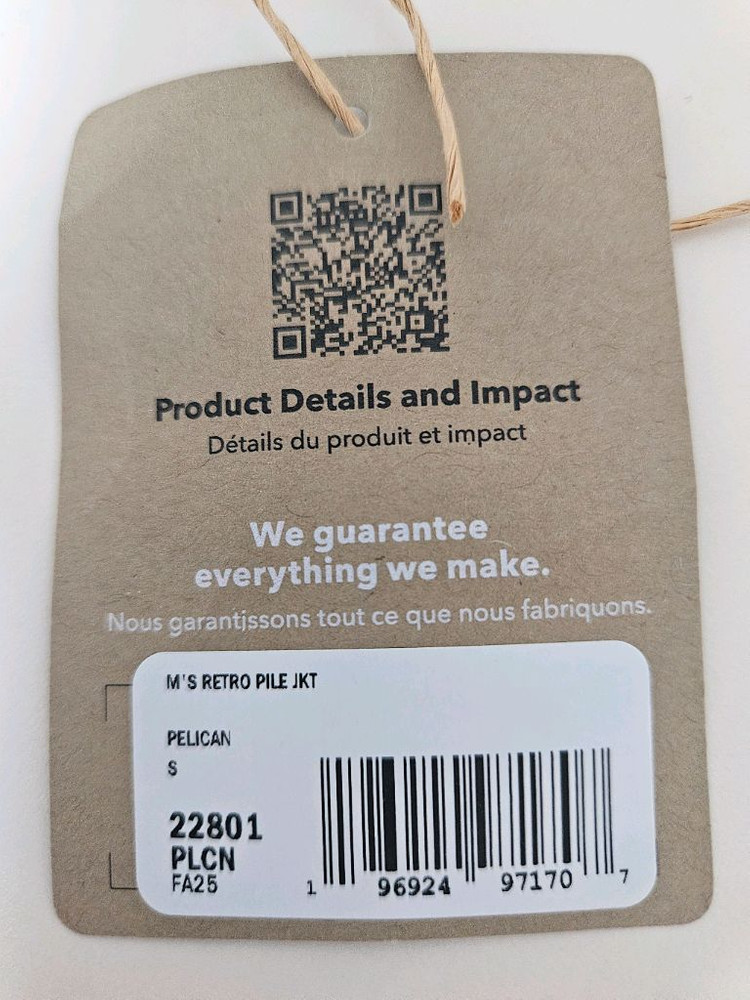 Product Details and Impact
Détails du produit et impact
We guarantee
everything we make.
Nous garantissons tout ce que nous fabriquons.
M'S RETRO PILE JKT
PELICAN
S
22801
PLCN
FA25
1 96924 97170 7